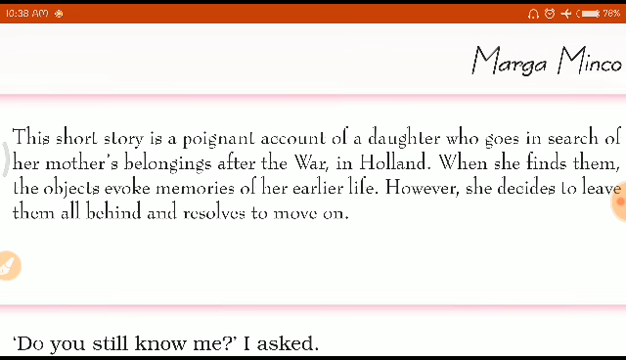 10:38 AM 78%
Marga Minco
This short story is a poignant account of a daughter who goes in search of
her mother's belongings after the War, in Holland. When she finds them,
the objects evoke memories of her earlier life. However, she decides to leave
them all behind and resolves to move on.
'Do you still know me?' I asked.